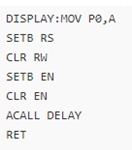 DISPLAY:MOV P0,A
SETB RS
CLR RW
SETB EN
CLR EN
ACALL DELAY
RET